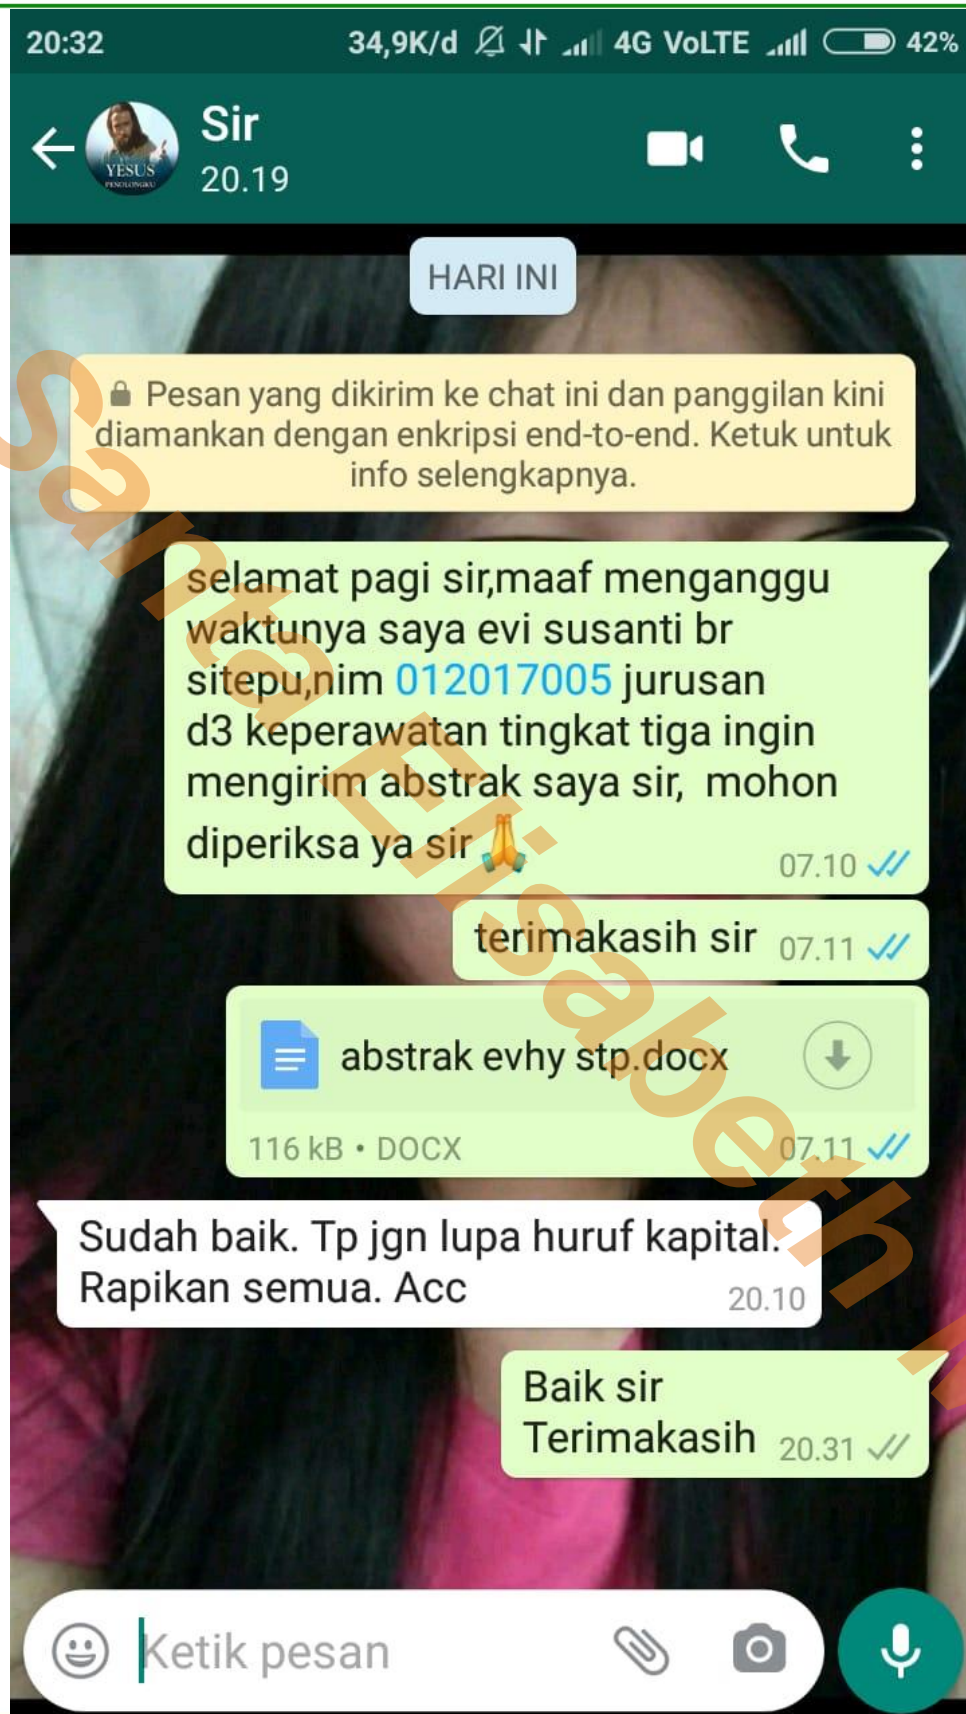 20:32 34,9K/d 4G VoLTE 42%
Sir
20.19
YESUS
PENOLONGKU
HARI INI
Pesan yang dikirim ke chat ini dan panggilan kini
diamankan dengan enkripsi end-to-end. Ketuk untuk
info selengkapnya.
selamat pagi sir,maaf menganggu
waktunya saya evi susanti br
sitepu,nim 012017005 jurusan
d3 keperawatan tingkat tiga ingin
mengirim abstrak saya sir, mohon
diperiksa ya sir🙏
07.10
terimakasih sir 07.11
abstrak evhy stp.docx
116 kB • DOCX 07.11
Sudah baik. Tp jgn lupa huruf kapital.
Rapikan semua. Acc
20.10
Baik sir
Terimakasih 20.31
Ketik pesan
Santa Elisabeth M